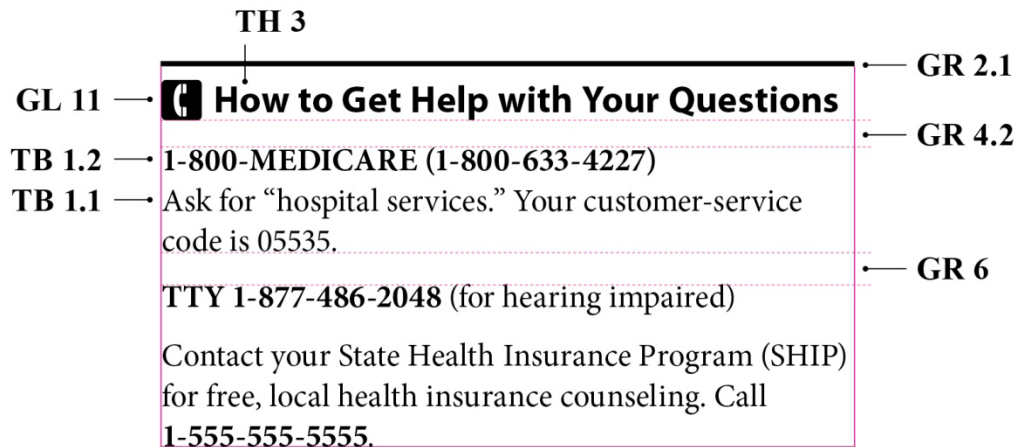 TH 3
GR 2.1
GL 11
How to Get Help with Your Questions
GR 4.2
TB 1.2
1-800-MEDICARE (1-800-633-4227)
TB 1.1
Ask for “hospital services.” Your customer-service
code is 05535.
GR 6
TTY 1-877-486-2048 (for hearing impaired)
Contact your State Health Insurance Program (SHIP)
for free, local health insurance counseling. Call
1-555-555-5555.